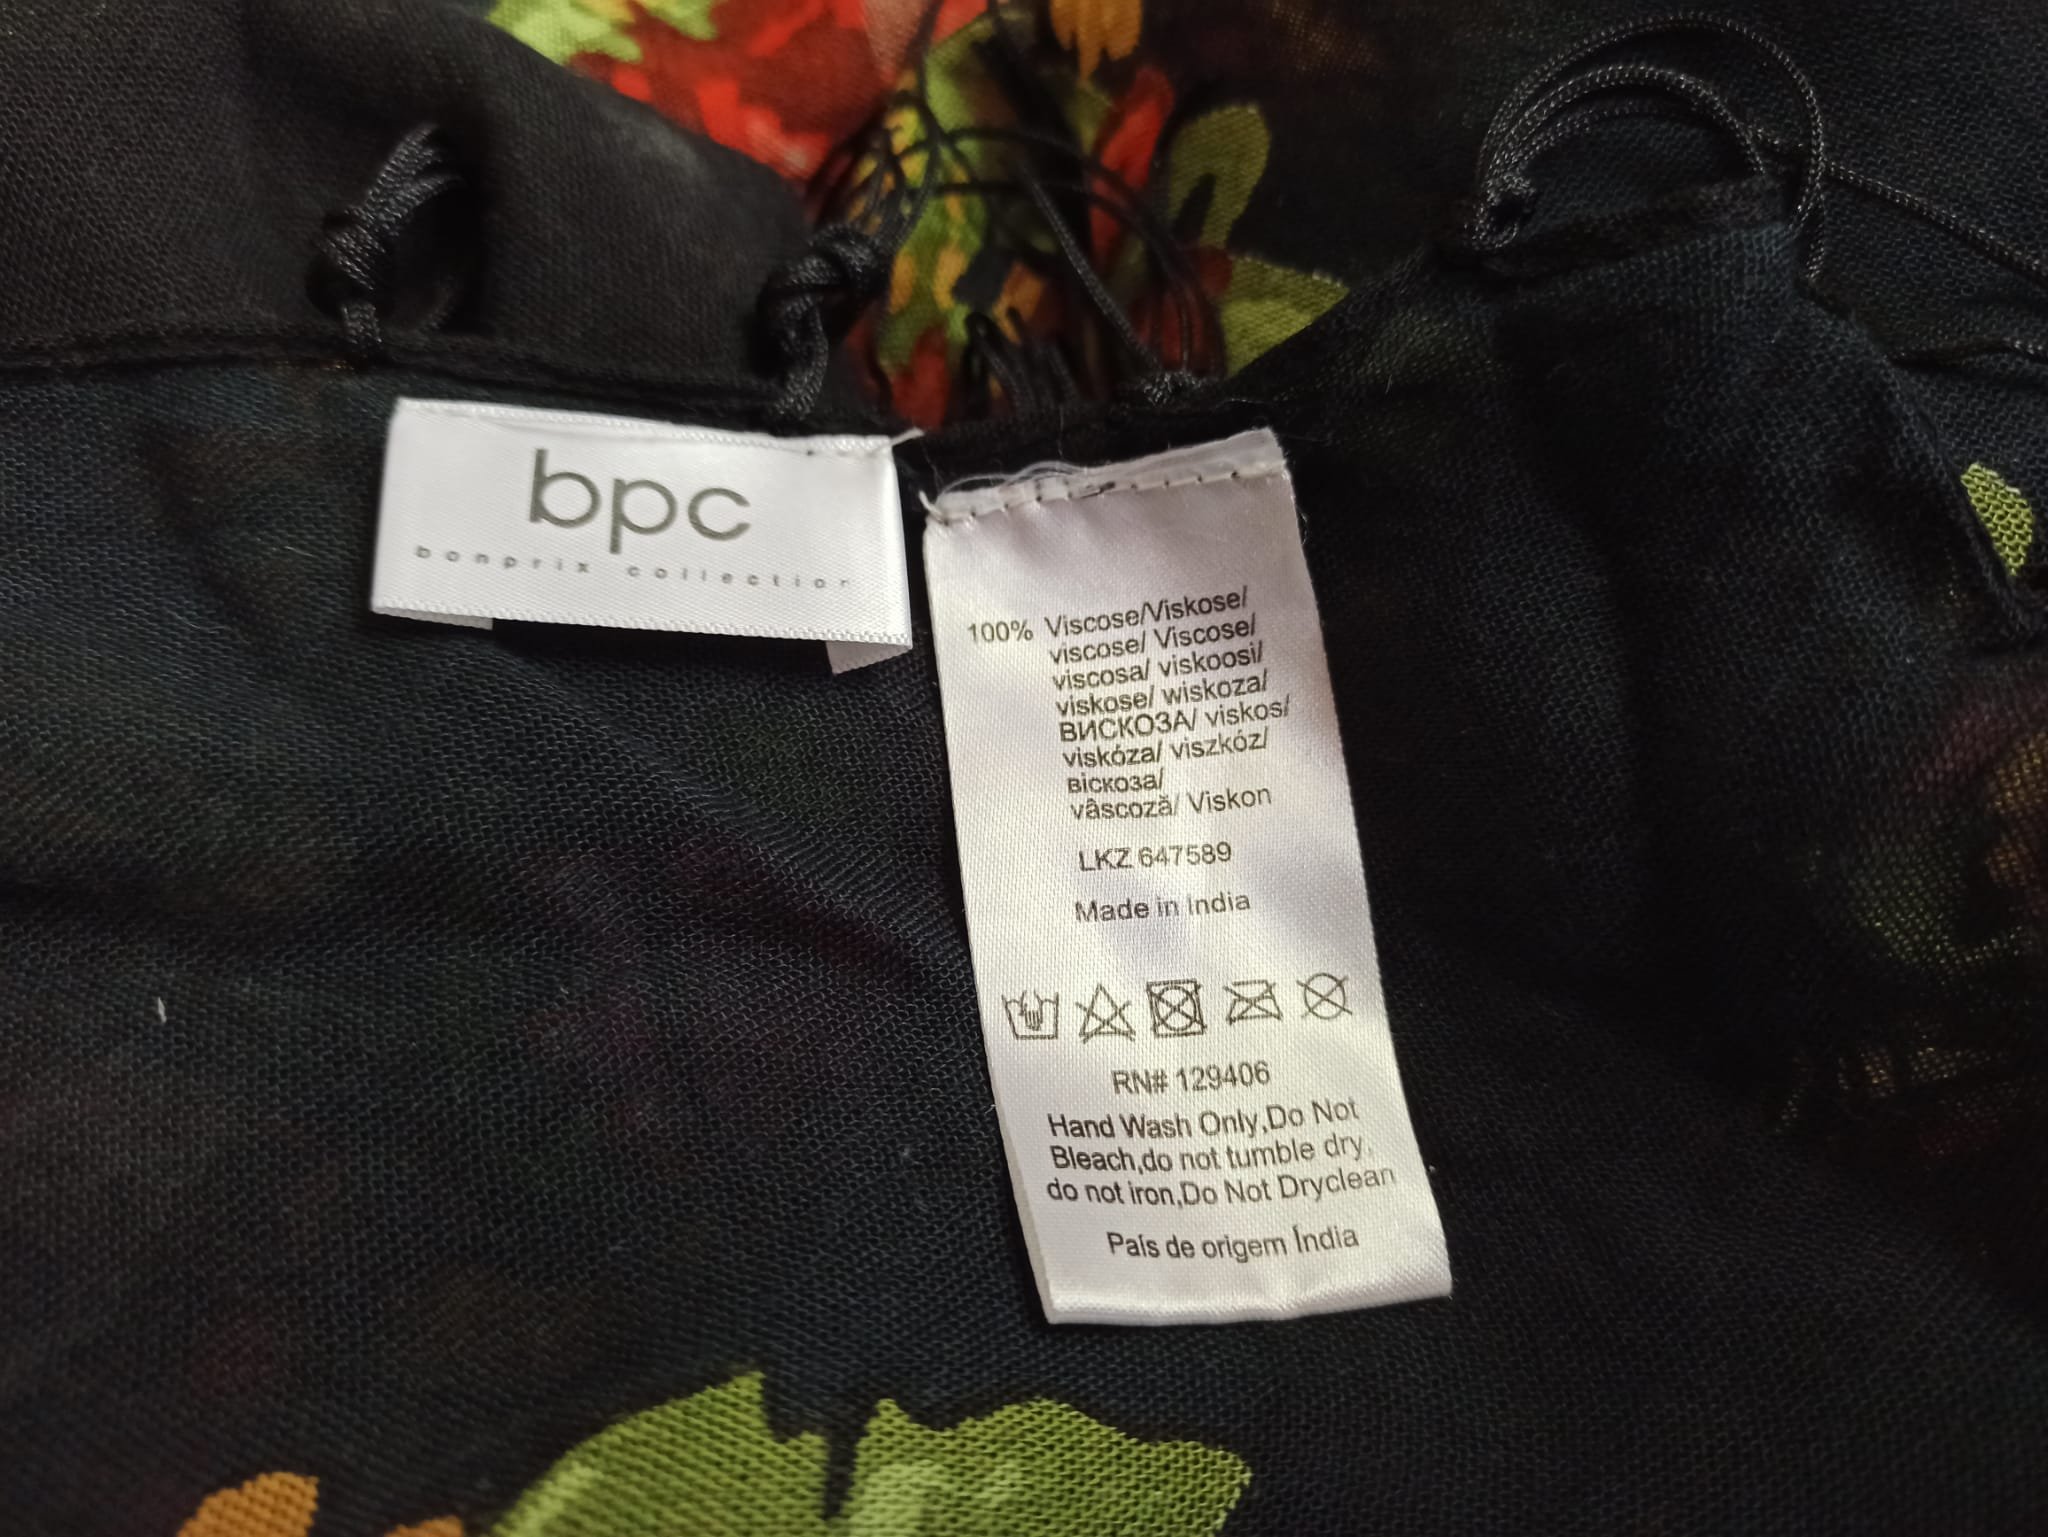 bpc
bonprix collection
100% Viscose/Viskose/
viscose/ Viscose/
viscosa/ viskoosi/
viskose/ wiskoza/
ВИСКОЗА/ viskos/
viskóza/ viszkóz/
віскоза/
vâscoză/ Viskon
LKZ 647589
Made in India
RN# 129406
Hand Wash Only,Do Not
Bleach,do not tumble dry,
do not iron,Do Not Dryclean
País de origem Índia